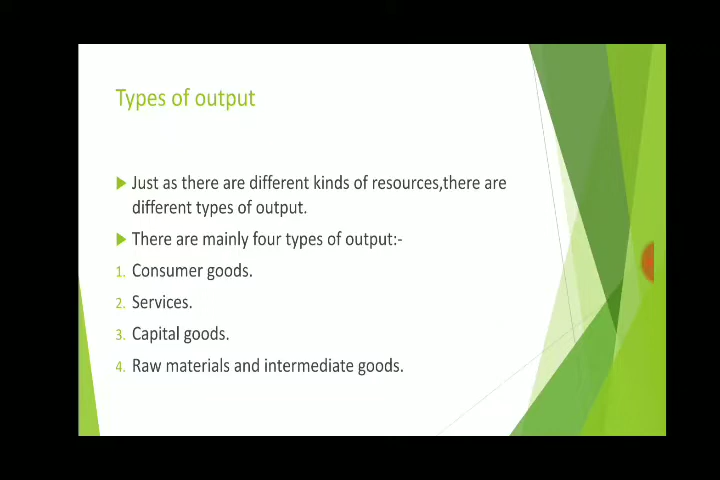 Types of output
Just as there are different kinds of resources,there are
different types of output.
There are mainly four types of output:-
1. Consumer goods.
2. Services.
3. Capital goods.
4. Raw materials and intermediate goods.